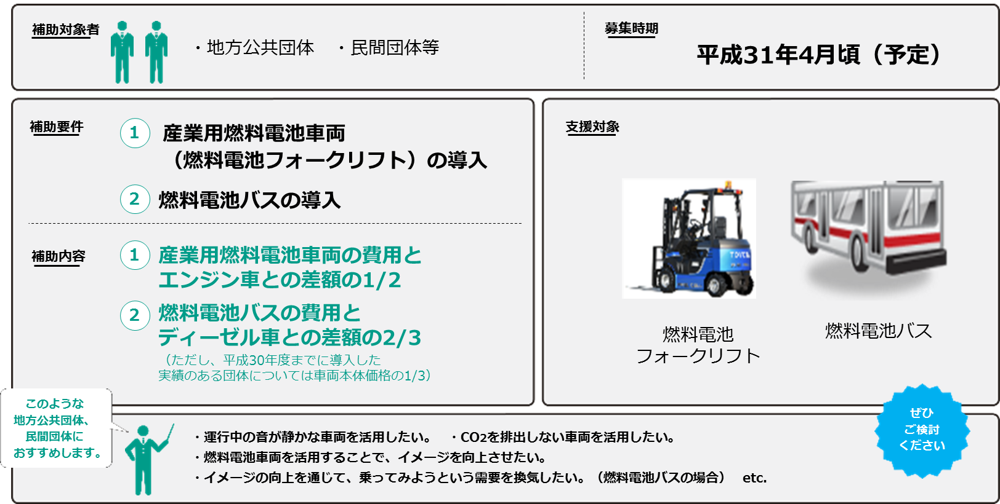 補助対象者
・地方公共団体　・民間団体等
募集時期
平成31年4月頃（予定）
補助要件
1 産業用燃料電池車両
（燃料電池フォークリフト）の導入
2 燃料電池バスの導入
補助内容
1 産業用燃料電池車両の費用と
エンジン車との差額の1/2
2 燃料電池バスの費用と
ディーゼル車との差額の2/3
（ただし、平成30年度までに導入した
実績のある団体については車両本体価格の1/3）
支援対象
燃料電池
フォークリフト
燃料電池バス
このような
地方公共団体、
民間団体に
おすすめします。
・運行中の音が静かな車両を活用したい。　・CO2を排出しない車両を活用したい。
・燃料電池車両を活用することで、イメージを向上させたい。
・イメージの向上を通じて、乗ってみようという需要を換気したい。（燃料電池バスの場合）　etc.
ぜひ
ご検討
ください